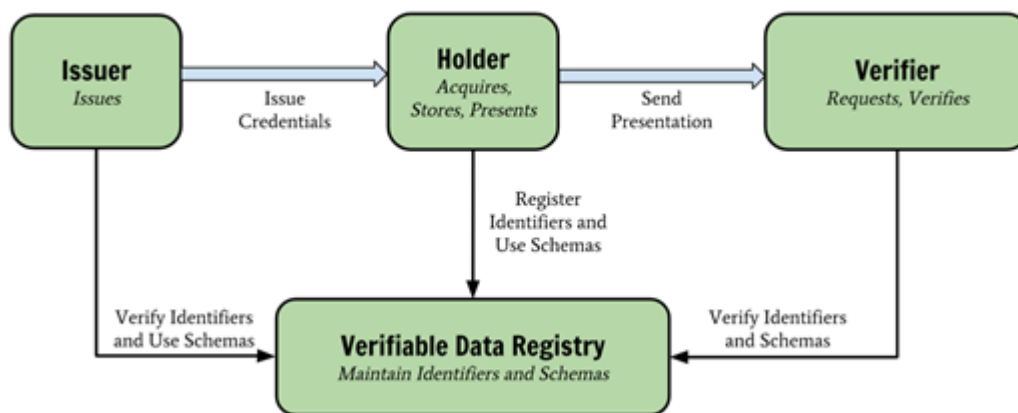 Issuer
Issues
Issue
Credentials
Holder
Acquires,
Stores, Presents
Send
Presentation
Verifier
Requests, Verifies
Register
Identifiers and
Use Schemas
Verify Identifiers
and Use Schemas
Verifiable Data Registry
Maintain Identifiers and Schemas
Verify Identifiers
and Schemas